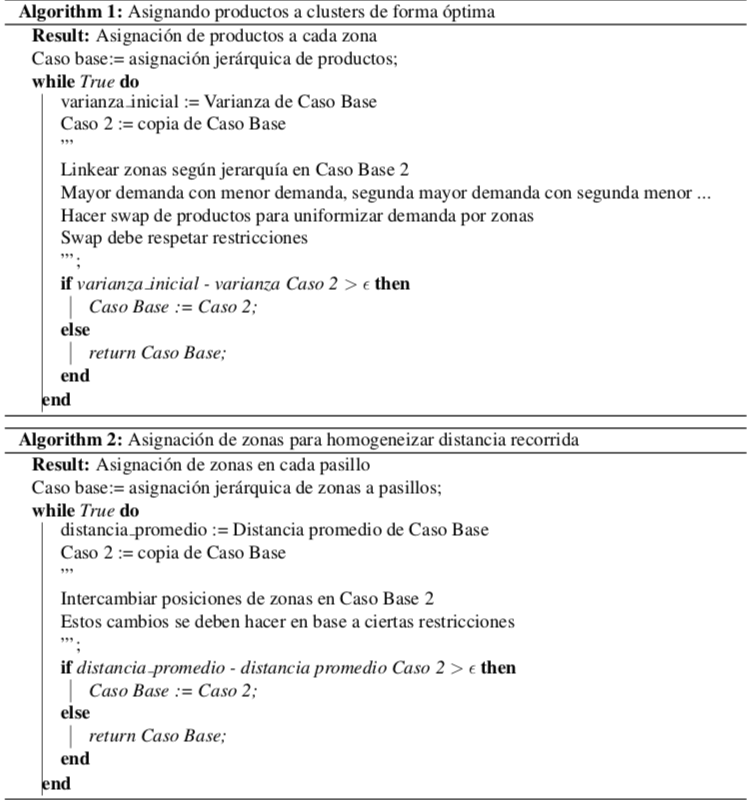 Algorithm 1: Asignando productos a clusters de forma óptima
Result: Asignación de productos a cada zona
Caso base:= asignación jerárquica de productos;
while True do
varianza_inicial := Varianza de Caso Base
Caso 2 := copia de Caso Base
’’’
Linkear zonas según jerarquía en Caso Base 2
Mayor demanda con menor demanda, segunda mayor demanda con segunda menor ...
Hacer swap de productos para uniformizar demanda por zonas
Swap debe respetar restricciones
’’’;
if varianza_inicial - varianza Caso 2 > ϵ then
Caso Base := Caso 2;
else
return Caso Base;
end
end
Algorithm 2: Asignación de zonas para homogeneizar distancia recorrida
Result: Asignación de zonas en cada pasillo
Caso base:= asignación jerárquica de zonas a pasillos;
while True do
distancia_promedio := Distancia promedio de Caso Base
Caso 2 := copia de Caso Base
’’’
Intercambiar posiciones de zonas en Caso Base 2
Estos cambios se deben hacer en base a ciertas restricciones
’’’;
if distancia_promedio - distancia promedio Caso 2 > ϵ then
Caso Base := Caso 2;
else
return Caso Base;
end
end